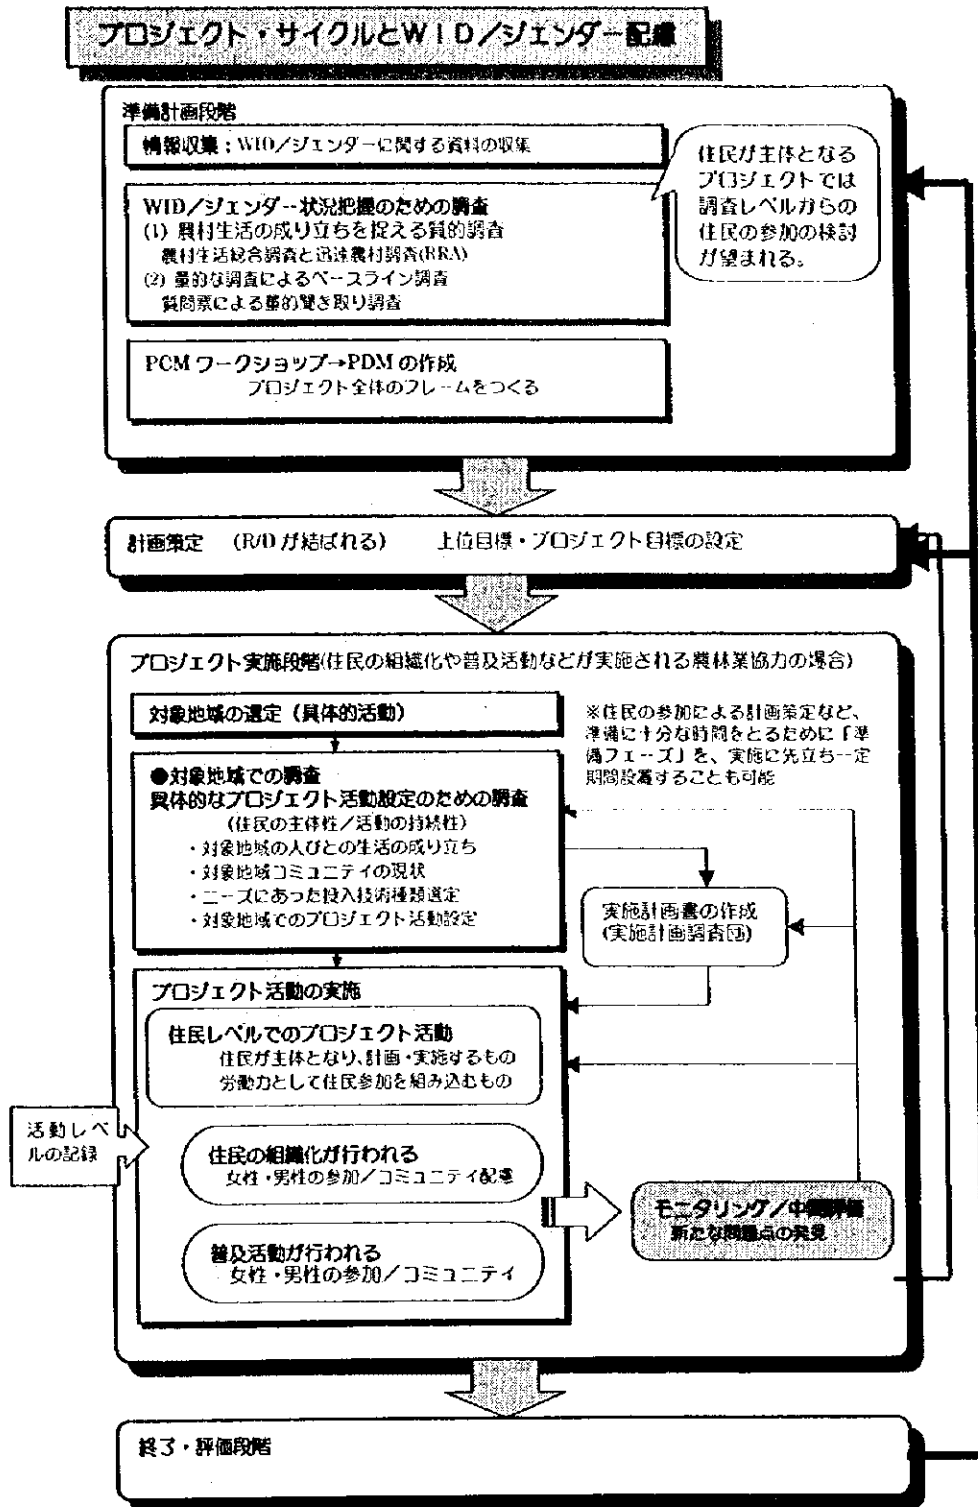 プロジェクト・サイクルとWID/ジェンダー配慮
準備計画段階
情報収集：WID/ジェンダーに関する資料の収集
住民が主体となる
プロジェクトでは
調査レベルからの
住民の参加の検討
が望まれる。
WID/ジェンダー状況把握のための調査
(1) 農村生活の成り立ちを捉える質的調査
農村生活総合調査と迅速農村調査(RRA)
(2) 量的な調査によるベースライン調査
質問票による量的聞き取り調査
PCM ワークショップ→PDM の作成
プロジェクト全体のフレームをつくる
計画策定　(R/D が結ばれる)　上位目標・プロジェクト目標の設定
プロジェクト実施段階(住民の組織化や普及活動などが実施される農林業協力の場合)
対象地域の選定（具体的活動）
※住民の参加による計画策定など、
準備に十分な時間をとるために「準
備フェーズ」を、実施に先立ち一定
期間設置することも可能
●対象地域での調査
具体的なプロジェクト活動設定のための調査
(住民の主体性/活動の持続性)
・対象地域の人びとの生活の成り立ち
・対象地域コミュニティの現状
・ニーズにあった投入技術種類選定
・対象地域でのプロジェクト活動設定
実施計画書の作成
(実施計画調査団)
プロジェクト活動の実施
住民レベルでのプロジェクト活動
住民が主体となり、計画・実施するもの
労働力として住民参加を組み込むもの
活動レベ
ルの記録
住民の組織化が行われる
女性・男性の参加/コミュニティ配慮
モニタリング/中間評価
新たな問題点の発見
普及活動が行われる
女性・男性の参加/コミュニティ
終了・評価段階